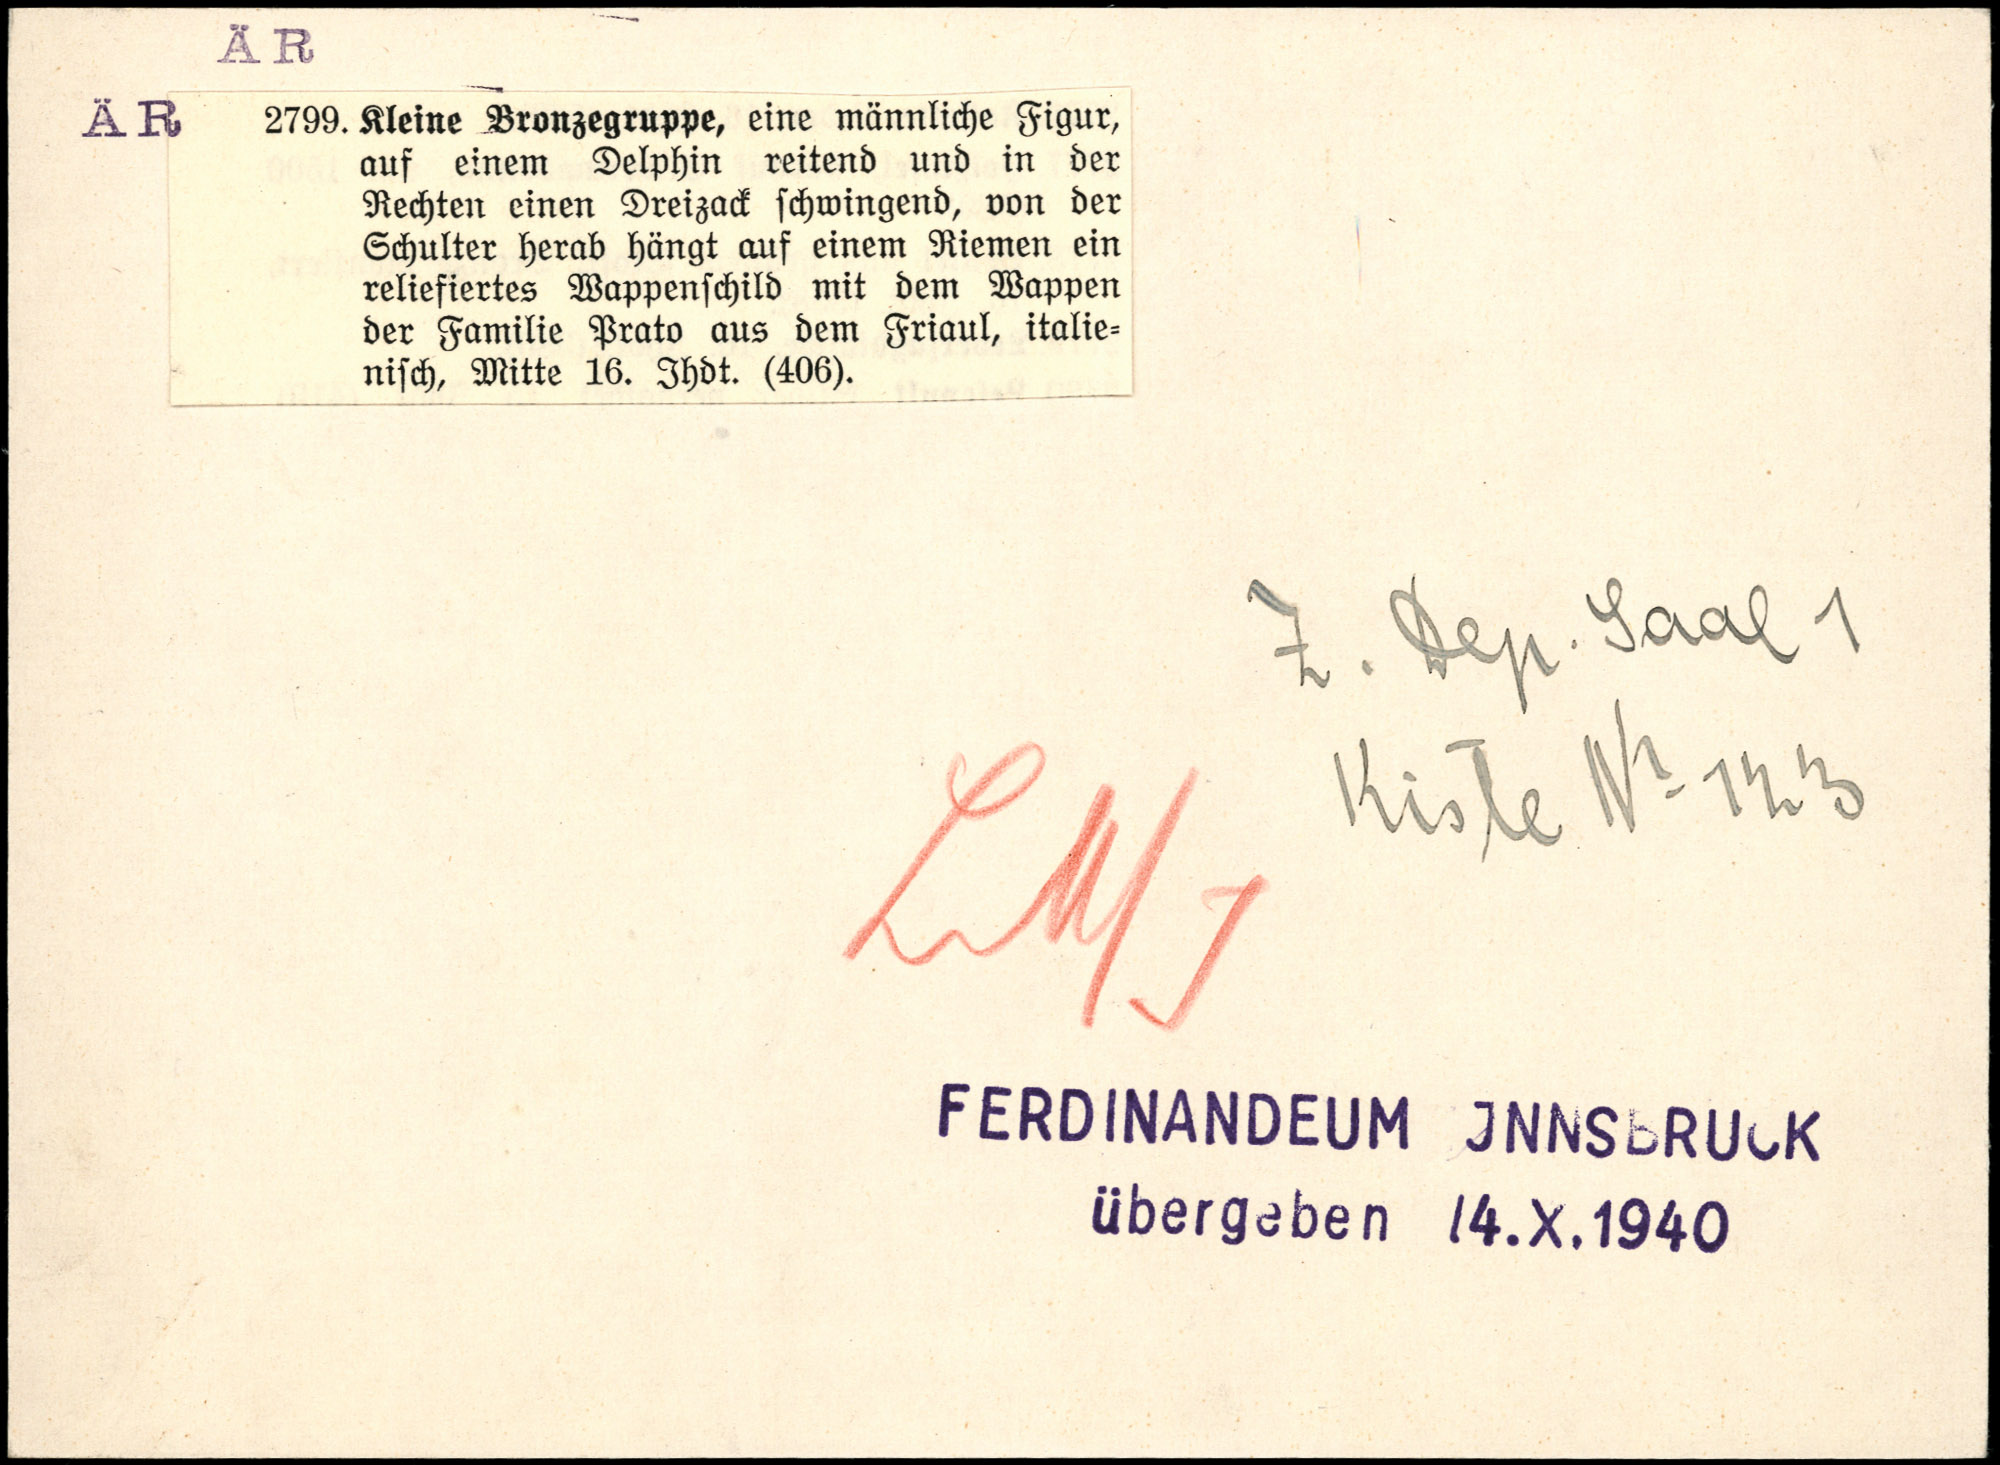 ÄR
ÄR
2799. Kleine Bronzegruppe, eine männliche Figur,
auf einem Delphin reitend und in der
Rechten einen Dreizack schwingend, von der
Schulter herab hängt auf einem Riemen ein
reliefiertes Wappenschild mit dem Wappen
der Familie Prato aus dem Friaul, italie-
nisch, Mitte 16. Jhdt. (406).
Z. Dep. Saal 1
Kiste Nr 123
FERDINANDEUM INNSBRUCK
übergeben 14.X.1940